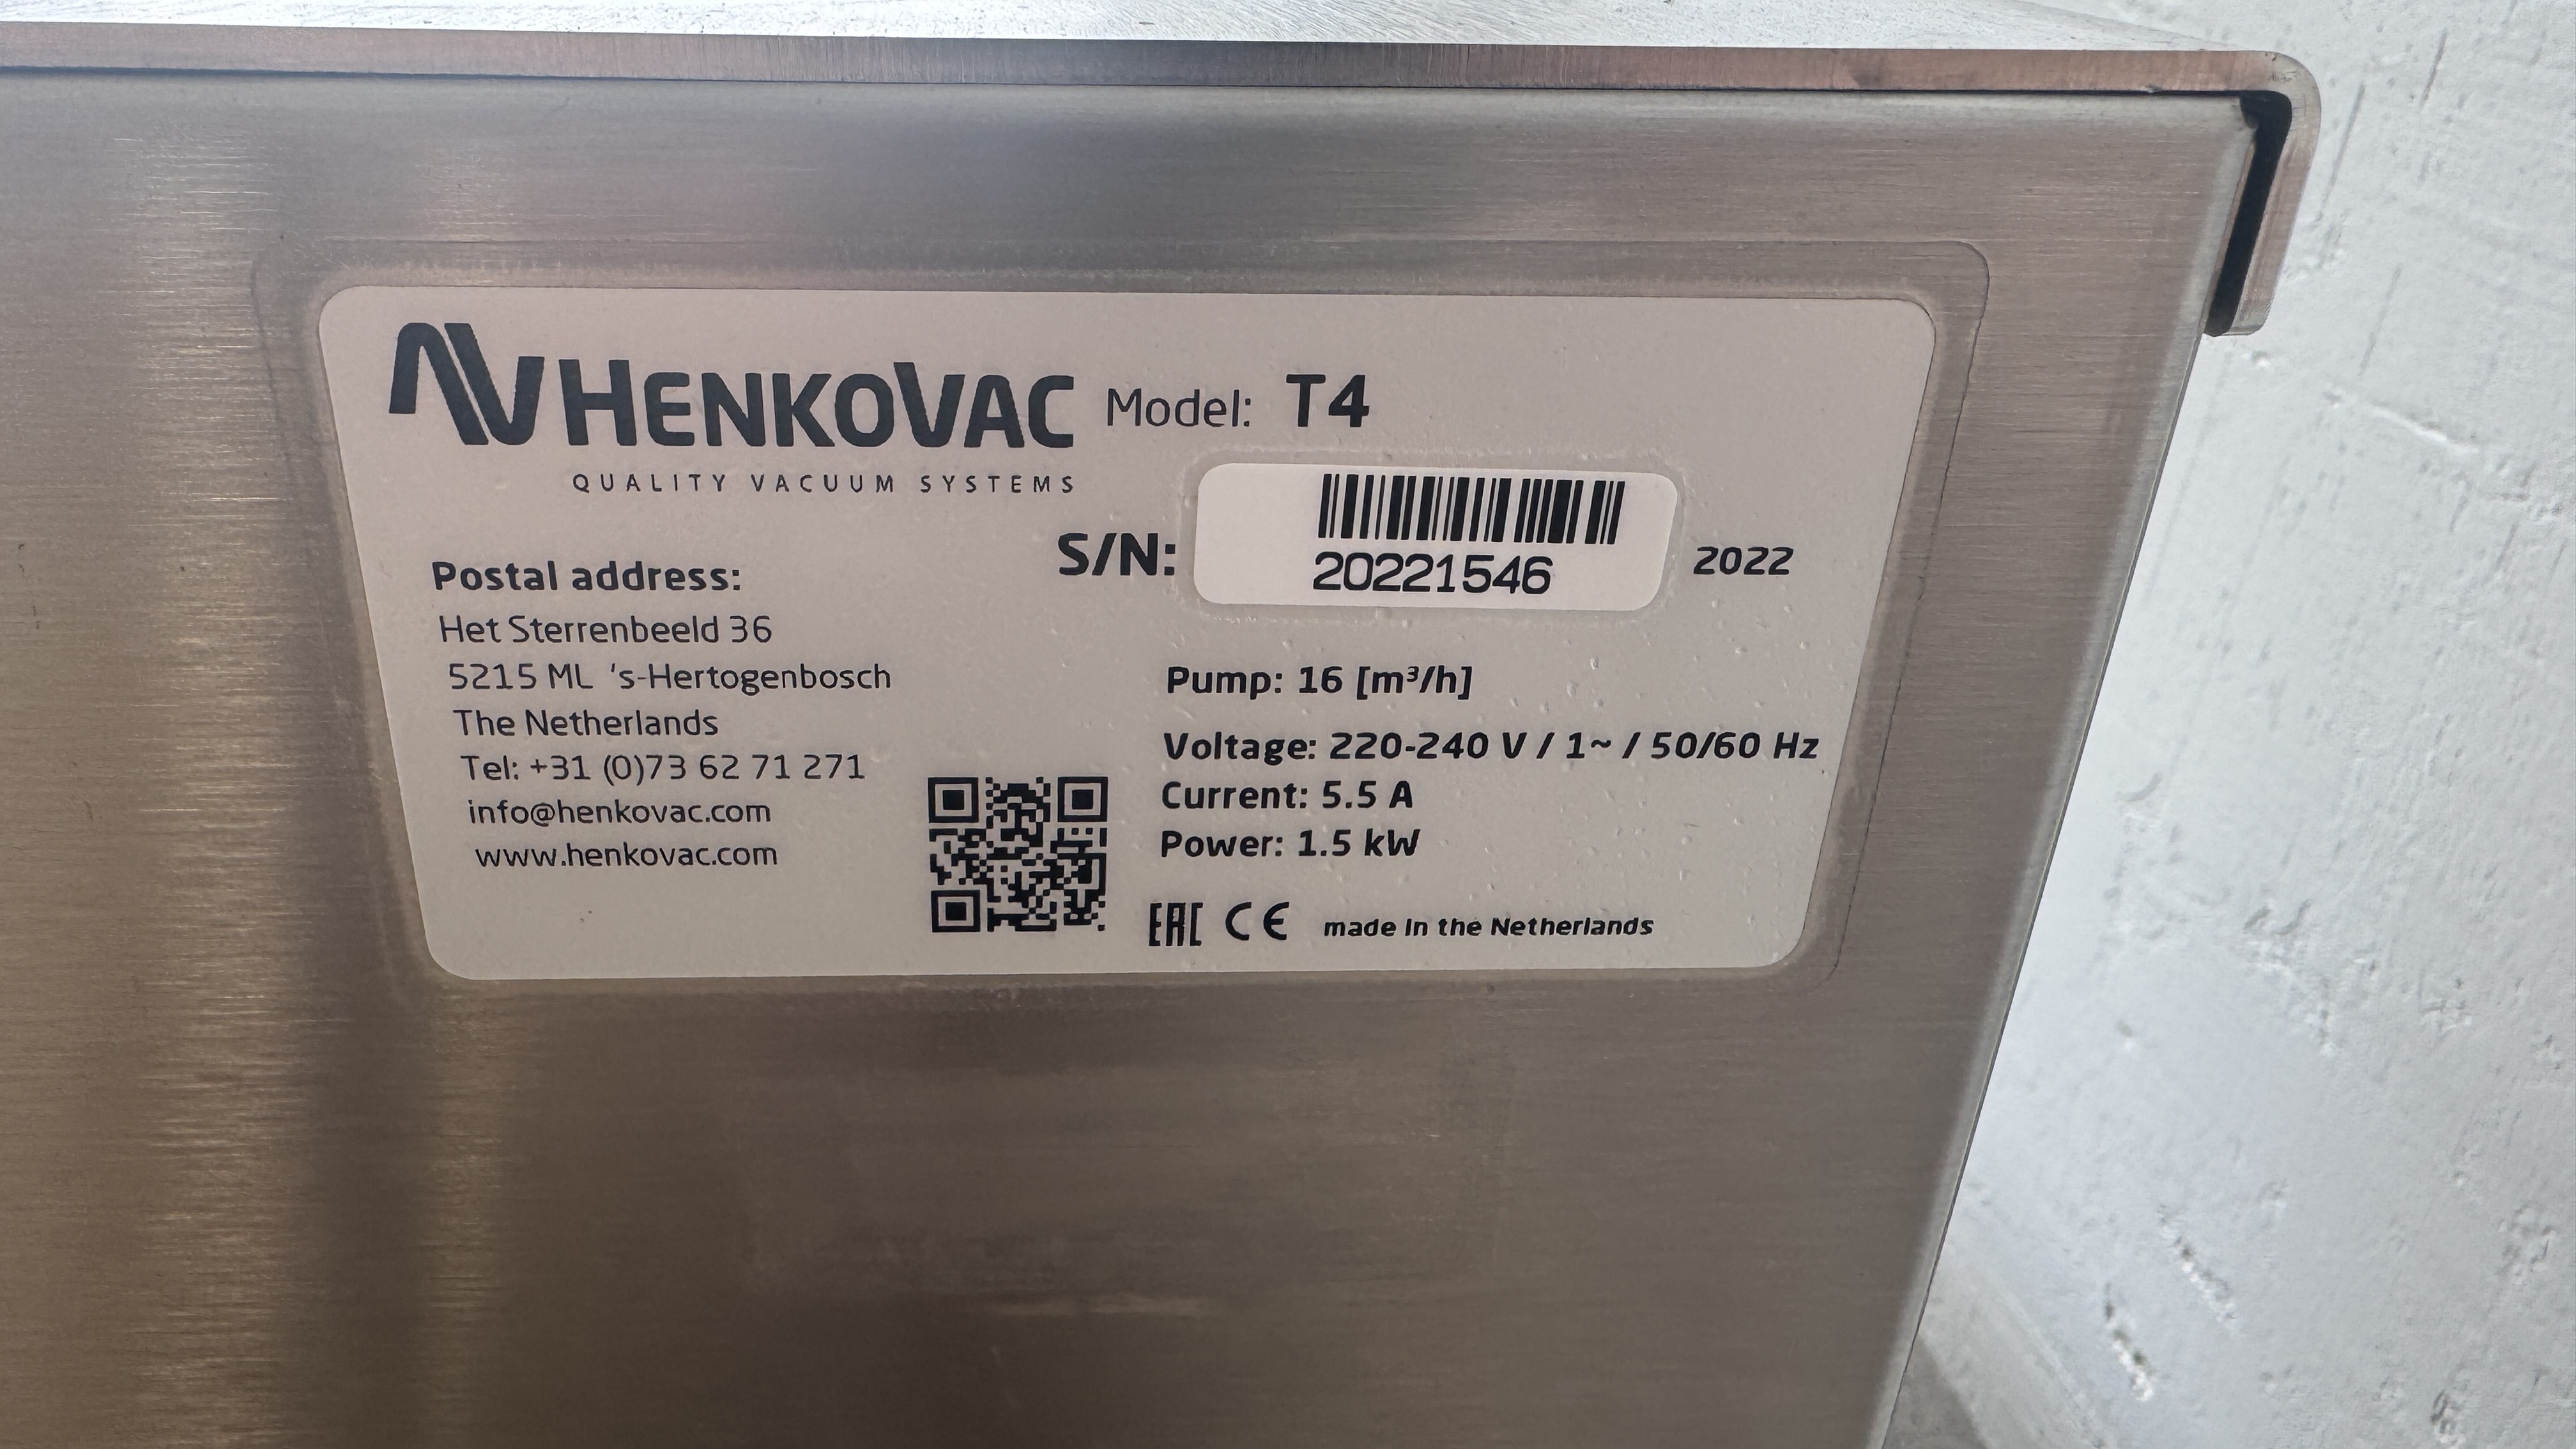 HENKOVAC Model: T4
QUALITY VACUUM SYSTEMS
S/N: 20221546 2022
Postal address:
Het Sterrenbeeld 36
5215 ML 's-Hertogenbosch
The Netherlands
Tel: +31 (0)73 62 71 271
info@henkovac.com
www.henkovac.com
Pump: 16 [m³/h]
Voltage: 220-240 V / 1~ / 50/60 Hz
Current: 5.5 A
Power: 1.5 kW
EAC CE made in the Netherlands